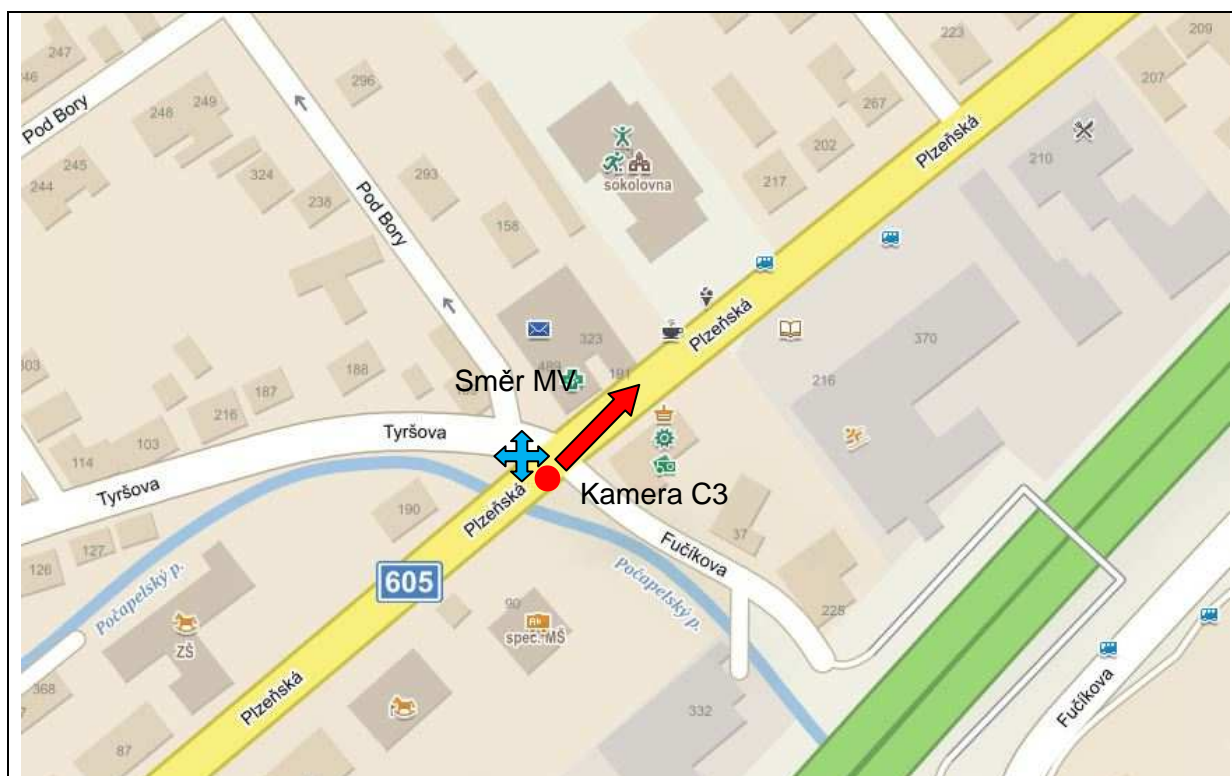 247
223
209
246
Pod Bory
248
249
296
267
207
Plzeňská
202
210
245
244
324
293
sokolovna
217
238
Pod Bory
158
Plzeňská
323
370
303
188
489
191
Směr MV
216
187
216
103
Tyršova
114
Tyršova
Kamera C3
Plzeňská
190
37
127
126
Fučíkova
605
Počapelský p.
Počapelský p.
90
spec. MŠ
225
ZŠ
368
Plzeňská
332
Fučíkova
87